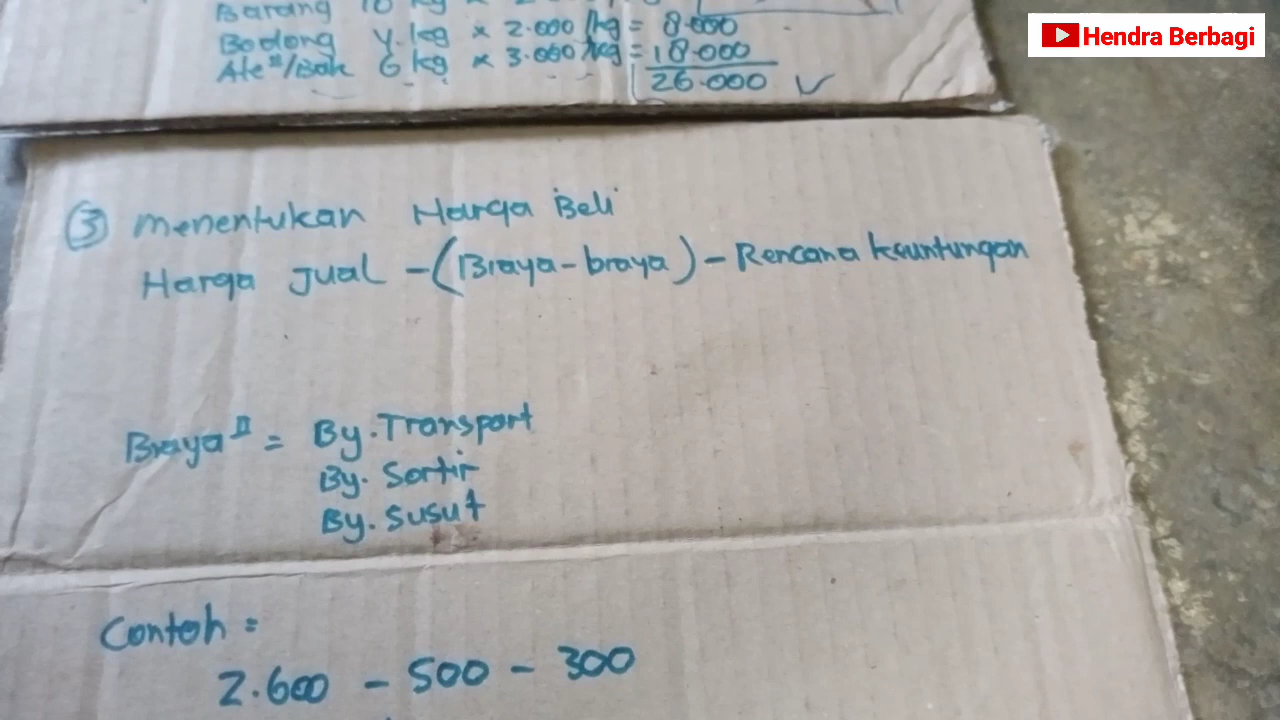 Hendra Berbagi
Barang 10 kg x
Bodong 4 kg x 2.000 /kg = 8.000
Ate"/Bak 6 kg x 3.000 /kg = 18.000
26.000 ✓
③ Menentukan Harga Beli
Harga Jual - (Biaya-biaya) - Rencana Keuntungan
Biaya" = By. Transport
By. Sortir
By. Susut
Contoh =
2.600 - 500 - 300